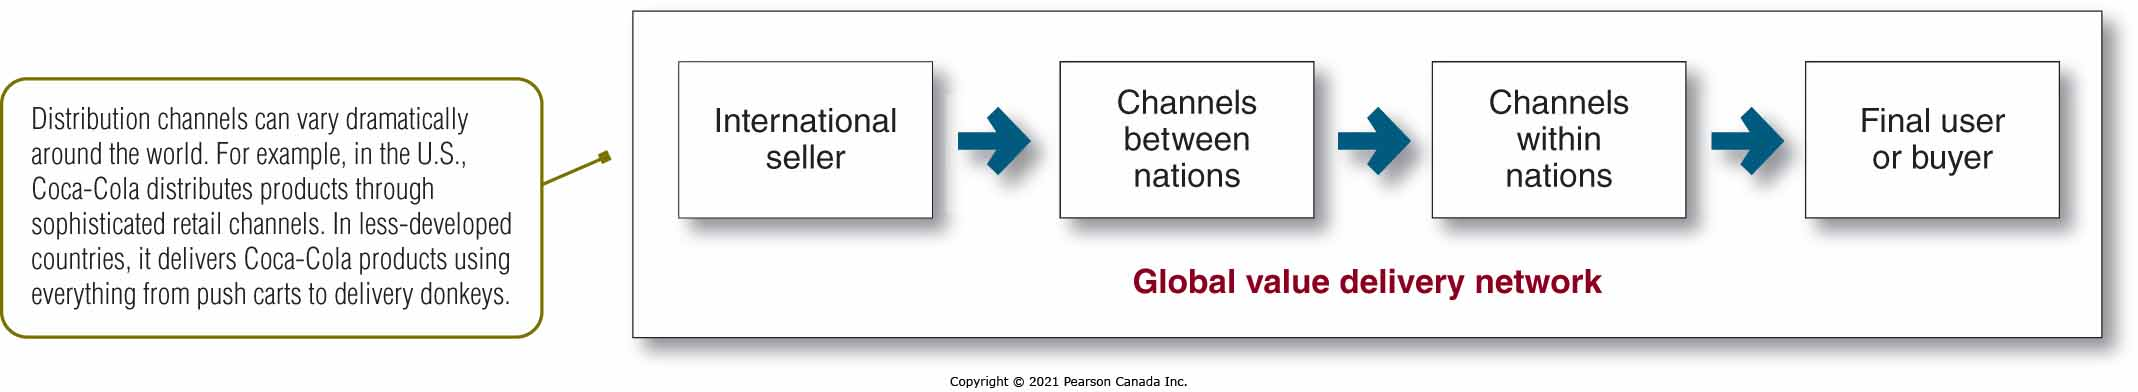 Distribution channels can vary dramatically
around the world. For example, in the U.S.,
Coca-Cola distributes products through
sophisticated retail channels. In less-developed
countries, it delivers Coca-Cola products using
everything from push carts to delivery donkeys.
International
seller
Channels
between
nations
Channels
within
nations
Final user
or buyer
Global value delivery network
Copyright © 2021 Pearson Canada Inc.